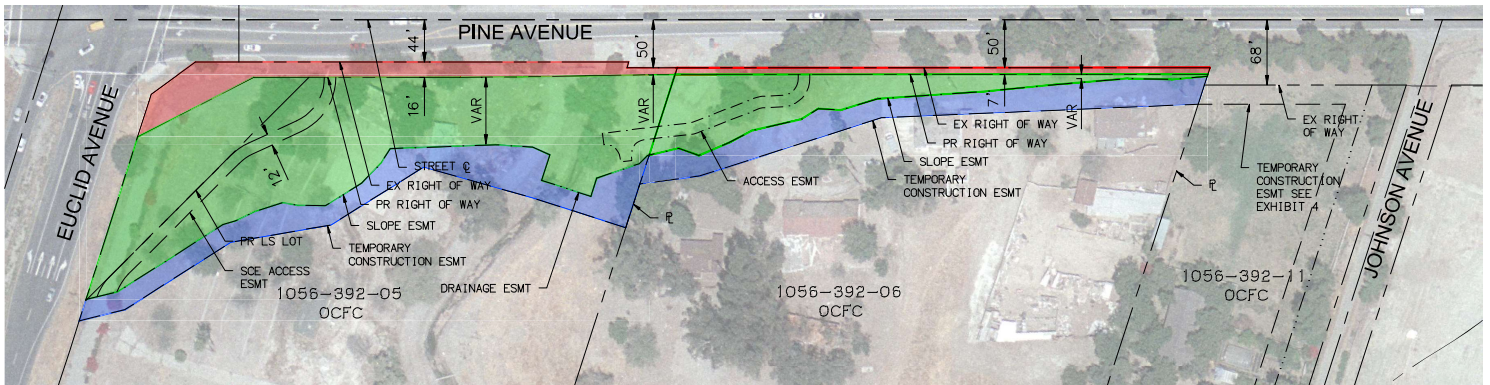 PINE AVENUE
44'
50'
50'
68'
16'
VAR
VAR
7'
VAR
12'
EUCLID AVENUE
JOHNSON AVENUE
STREET ℄
EX RIGHT OF WAY
PR RIGHT OF WAY
SLOPE ESMT
TEMPORARY
CONSTRUCTION ESMT
PR LS LOT
SCE ACCESS
ESMT
DRAINAGE ESMT
1056-392-05
OCFC
ACCESS ESMT
EX RIGHT OF WAY
PR RIGHT OF WAY
SLOPE ESMT
TEMPORARY
CONSTRUCTION ESMT
℄
1056-392-06
OCFC
EX RIGHT
OF WAY
TEMPORARY
CONSTRUCTION
ESMT SEE
EXHIBIT 4
1056-392-11
OCFC